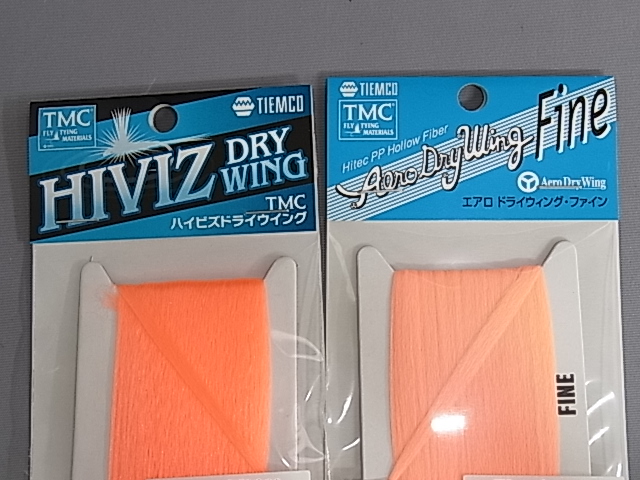 TMC
FLY TYING
MATERIALS
TIEMCO
HIVIZ
DRY
WING
TMC
ハイビズドライウイング
TIEMCO
TMC
FLY TYING
MATERIALS
Hitec PP Hollow Fiber
Aero Dry Wing Fine
Aero Dry Wing
エアロ ドライウィング・ファイン
FINE